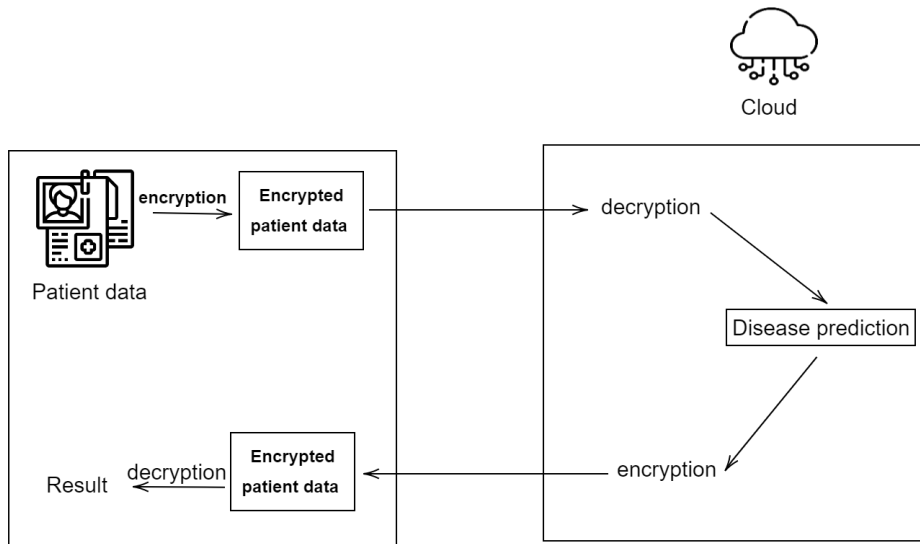 Cloud
encryption
Encrypted
patient data
decryption
Patient data
Disease prediction
Encrypted
patient data
decryption
Result
encryption